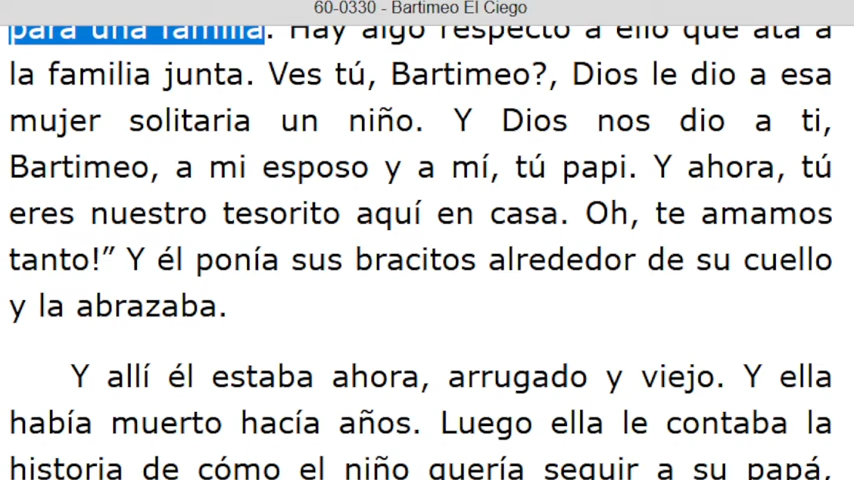 60-0330 - Bartimeo El Ciego
para una familia. Hay algo respecto a ello que ata a
la familia junta. Ves tú, Bartimeo?, Dios le dio a esa
mujer solitaria un niño. Y Dios nos dio a ti,
Bartimeo, a mi esposo y a mí, tú papi. Y ahora, tú
eres nuestro tesorito aquí en casa. Oh, te amamos
tanto!” Y él ponía sus bracitos alrededor de su cuello
y la abrazaba.
Y allí él estaba ahora, arrugado y viejo. Y ella
había muerto hacía años. Luego ella le contaba la
historia de cómo el niño quería seguir a su papá,